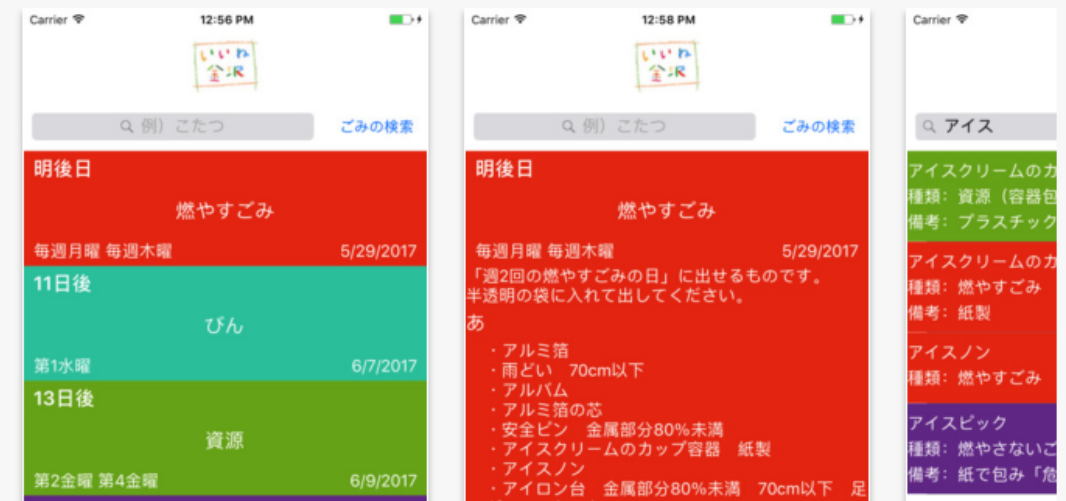 Carrier 12:56 PM
いいね
金沢
例）こたつ ごみの検索
明後日
燃やすごみ
毎週月曜 毎週木曜 5/29/2017
11日後
びん
第1水曜 6/7/2017
13日後
資源
第2金曜 第4金曜 6/9/2017
Carrier 12:58 PM
いいね
金沢
例）こたつ ごみの検索
明後日
燃やすごみ
毎週月曜 毎週木曜 5/29/2017
「週2回の燃やすごみの日」に出せるものです。
半透明の袋に入れて出してください。
あ
・アルミ箔
・雨どい 70cm以下
・アルバム
・アルミ箔の芯
・安全ピン 金属部分80%未満
・アイスクリームのカップ容器 紙製
・アイスノン
・アイロン台 金属部分80%未満 70cm以下 足
Carrier
アイス
アイスクリームのカ
種類：資源（容器包
備考：プラスチック
アイスクリームのカ
種類：燃やすごみ
備考：紙製
アイスノン
種類：燃やすごみ
アイスピック
種類：燃やさないご
備考：紙で包み「危